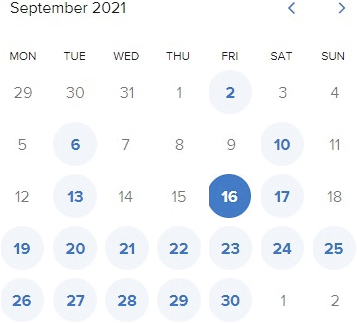 September 2021
MON TUE WED THU FRI SAT SUN
29 30 31 1 2 3 4
5 6 7 8 9 10 11
12 13 14 15 16 17 18
19 20 21 22 23 24 25
26 27 28 29 30 1 2